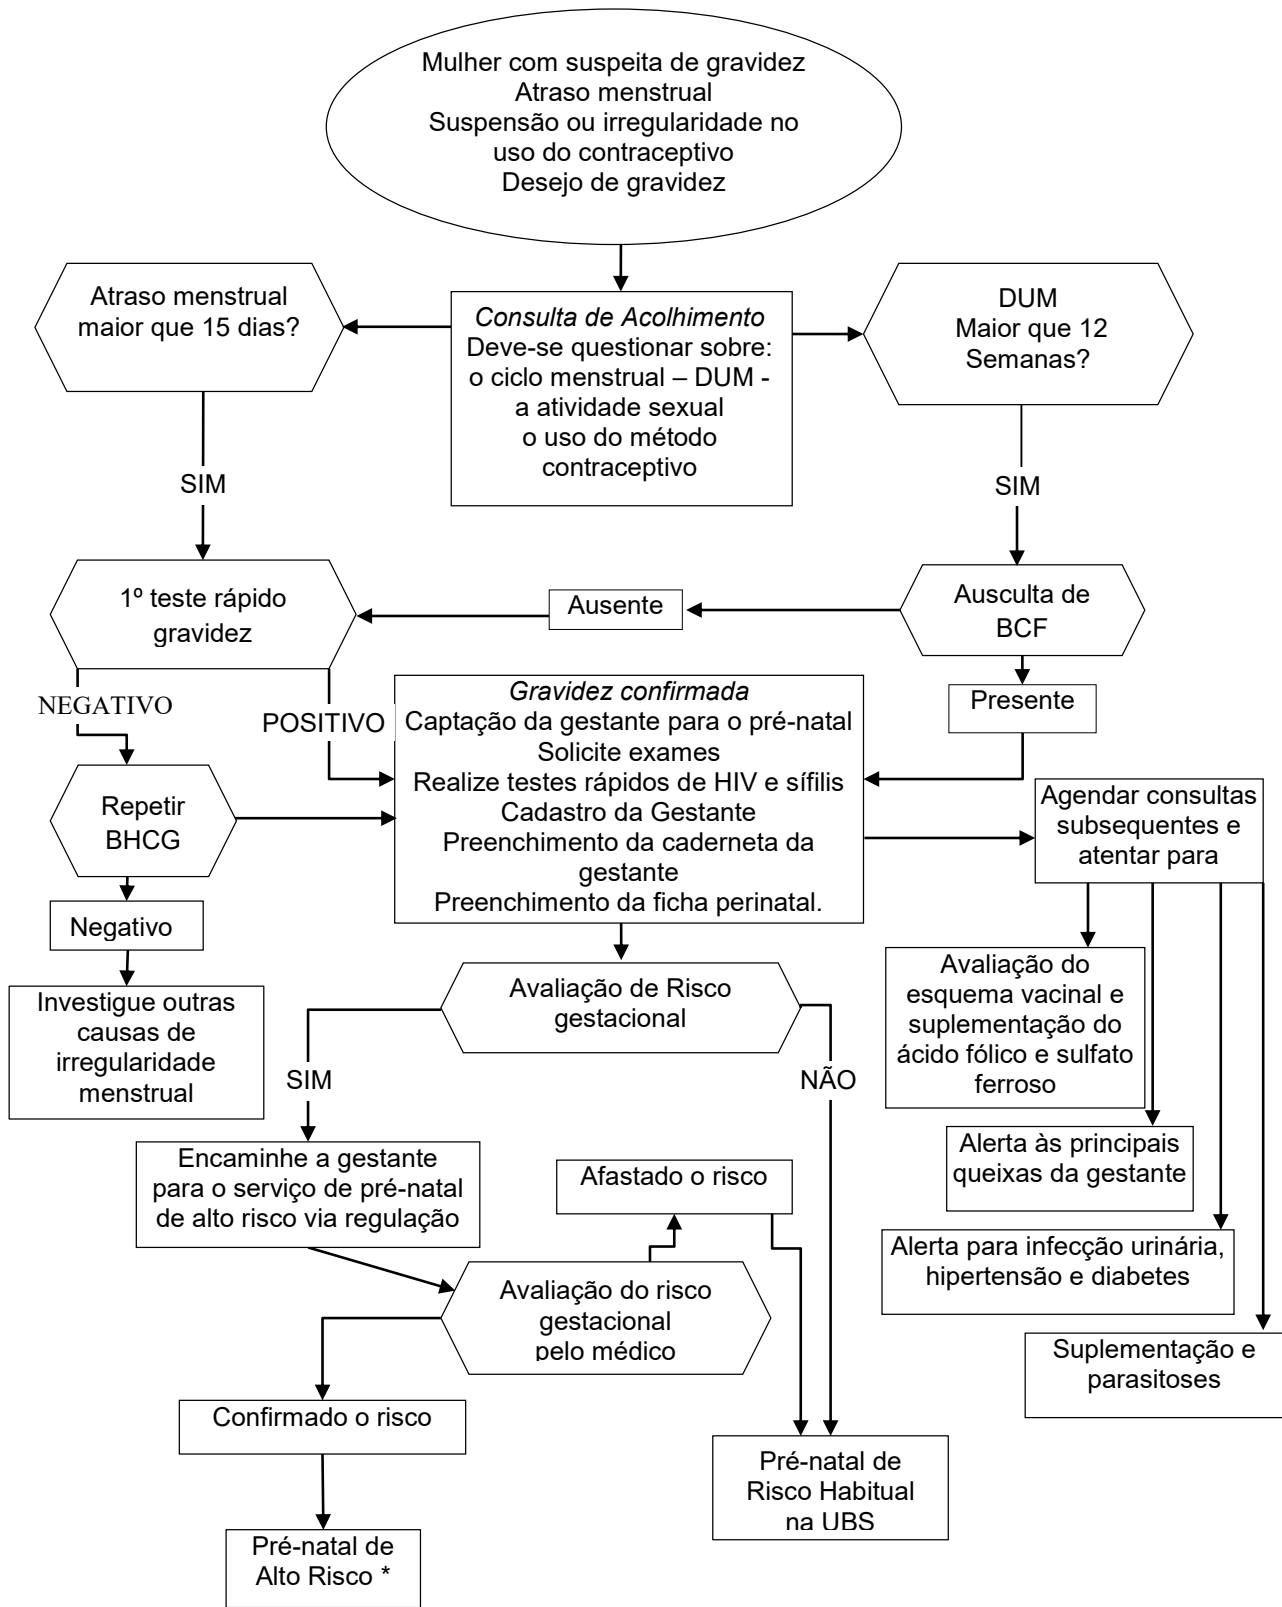 Mulher com suspeita de gravidez
Atraso menstrual
Suspensão ou irregularidade no
uso do contraceptivo
Desejo de gravidez
Atraso menstrual
maior que 15 dias?
Consulta de Acolhimento
Deve-se questionar sobre:
o ciclo menstrual – DUM -
a atividade sexual
o uso do método
contraceptivo
DUM
Maior que 12
Semanas?
SIM
SIM
1º teste rápido
gravidez
Ausente
Ausculta de
BCF
NEGATIVO
POSITIVO
Gravidez confirmada
Captação da gestante para o pré-natal
Solicite exames
Realize testes rápidos de HIV e sífilis
Cadastro da Gestante
Preenchimento da caderneta da
gestante
Preenchimento da ficha perinatal.
Presente
Repetir
BHCG
Agendar consultas
subsequentes e
atentar para
Negativo
Investigue outras
causas de
irregularidade
menstrual
Avaliação de Risco
gestacional
Avaliação do
esquema vacinal e
suplementação do
ácido fólico e sulfato
ferroso
SIM
NÃO
Encaminhe a gestante
para o serviço de pré-natal
de alto risco via regulação
Afastado o risco
Alerta às principais
queixas da gestante
Alerta para infecção urinária,
hipertensão e diabetes
Avaliação do risco
gestacional
pelo médico
Suplementação e
parasitoses
Confirmado o risco
Pré-natal de
Risco Habitual
na UBS
Pré-natal de
Alto Risco *